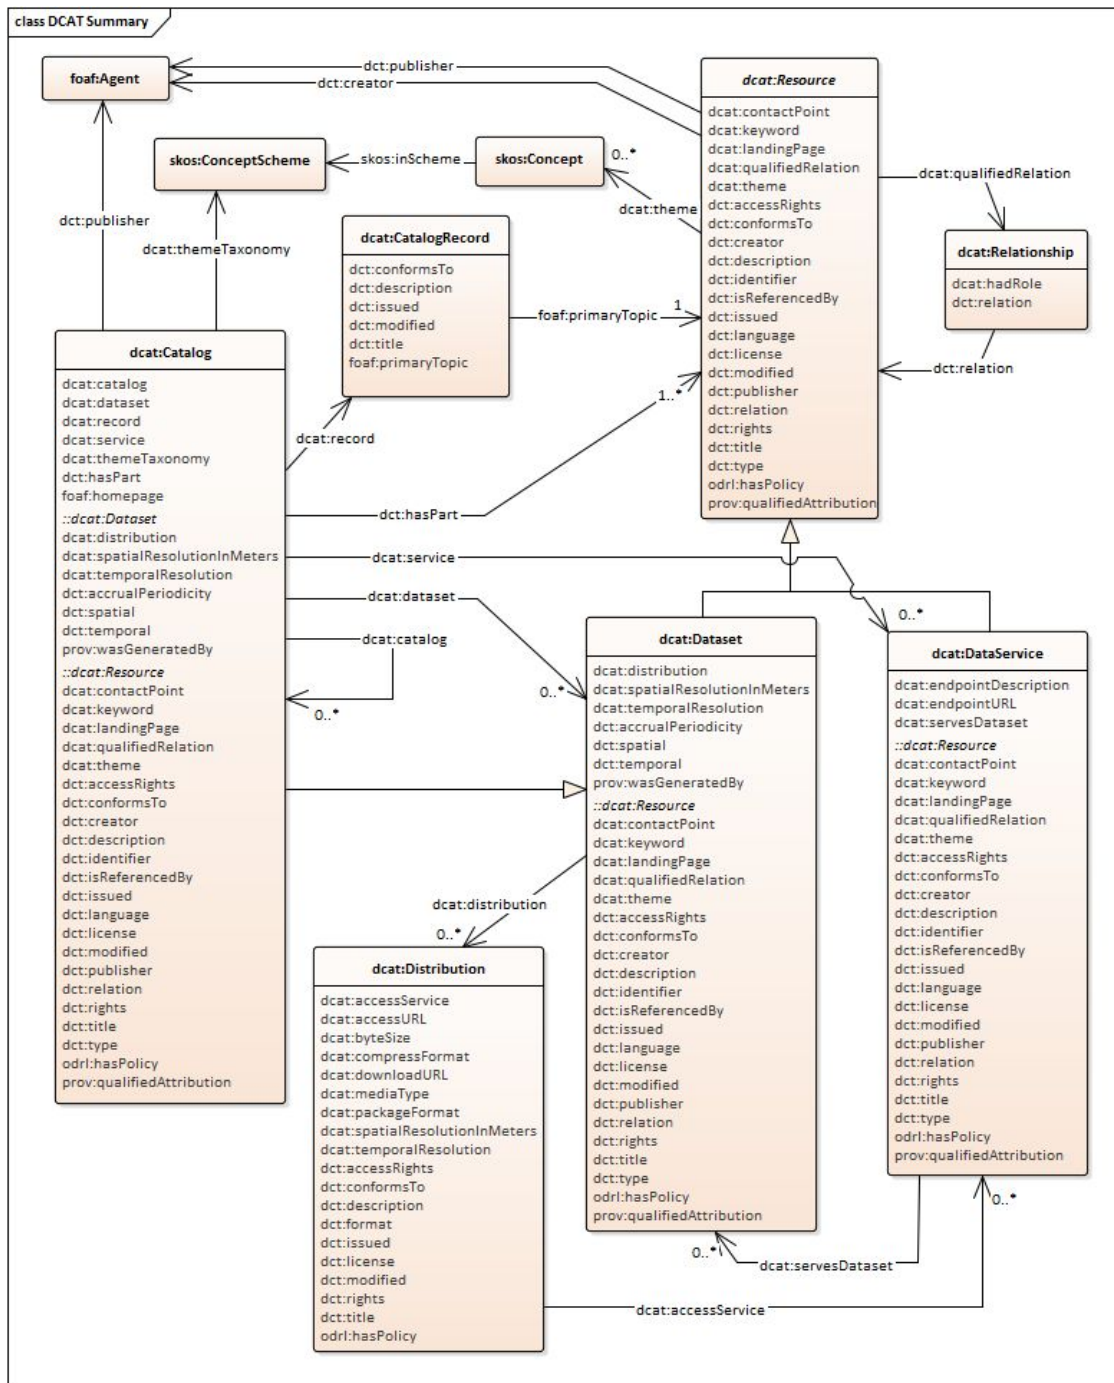 class DCAT Summary
foaf:Agent
dct:publisher
dct:creator
dcat:Resource
dcat:contactPoint
dcat:keyword
dcat:landingPage
dcat:qualifiedRelation
dcat:theme
dct:accessRights
dct:conformsTo
dct:creator
dct:description
dct:identifier
dct:isReferencedBy
dct:issued
dct:language
dct:license
dct:modified
dct:publisher
dct:relation
dct:rights
dct:title
dct:type
odrl:hasPolicy
prov:qualifiedAttribution
skos:ConceptScheme
skos:inScheme
skos:Concept
0..*
dcat:theme
dcat:qualifiedRelation
dcat:Relationship
dcat:hadRole
dct:relation
dct:relation
dct:publisher
dcat:themeTaxonomy
dcat:CatalogRecord
dct:conformsTo
dct:description
dct:issued
dct:modified
dct:title
foaf:primaryTopic
foaf:primaryTopic
1
1..*
dcat:record
dct:hasPart
dcat:service
0..*
dcat:dataset
0..*
dcat:catalog
0..*
dcat:Catalog
dcat:catalog
dcat:dataset
dcat:record
dcat:service
dcat:themeTaxonomy
dct:hasPart
foaf:homepage
::dcat:Dataset
dcat:distribution
dcat:spatialResolutionInMeters
dcat:temporalResolution
dct:accrualPeriodicity
dct:spatial
dct:temporal
prov:wasGeneratedBy
::dcat:Resource
dcat:contactPoint
dcat:keyword
dcat:landingPage
dcat:qualifiedRelation
dcat:theme
dct:accessRights
dct:conformsTo
dct:creator
dct:description
dct:identifier
dct:isReferencedBy
dct:issued
dct:language
dct:license
dct:modified
dct:publisher
dct:relation
dct:rights
dct:title
dct:type
odrl:hasPolicy
prov:qualifiedAttribution
dcat:Dataset
dcat:distribution
dcat:spatialResolutionInMeters
dcat:temporalResolution
dct:accrualPeriodicity
dct:spatial
dct:temporal
prov:wasGeneratedBy
::dcat:Resource
dcat:contactPoint
dcat:keyword
dcat:landingPage
dcat:qualifiedRelation
dcat:theme
dct:accessRights
dct:conformsTo
dct:creator
dct:description
dct:identifier
dct:isReferencedBy
dct:issued
dct:language
dct:license
dct:modified
dct:publisher
dct:relation
dct:rights
dct:title
dct:type
odrl:hasPolicy
prov:qualifiedAttribution
dcat:DataService
dcat:endpointDescription
dcat:endpointURL
dcat:servesDataset
::dcat:Resource
dcat:contactPoint
dcat:keyword
dcat:landingPage
dcat:qualifiedRelation
dcat:theme
dct:accessRights
dct:conformsTo
dct:creator
dct:description
dct:identifier
dct:isReferencedBy
dct:issued
dct:language
dct:license
dct:modified
dct:publisher
dct:relation
dct:rights
dct:title
dct:type
odrl:hasPolicy
prov:qualifiedAttribution
dcat:distribution
0..*
dcat:Distribution
dcat:accessService
dcat:accessURL
dcat:byteSize
dcat:compressFormat
dcat:downloadURL
dcat:mediaType
dcat:packageFormat
dcat:spatialResolutionInMeters
dcat:temporalResolution
dct:accessRights
dct:conformsTo
dct:description
dct:format
dct:issued
dct:license
dct:modified
dct:rights
dct:title
odrl:hasPolicy
0..*
0..*
dcat:servesDataset
dcat:accessService